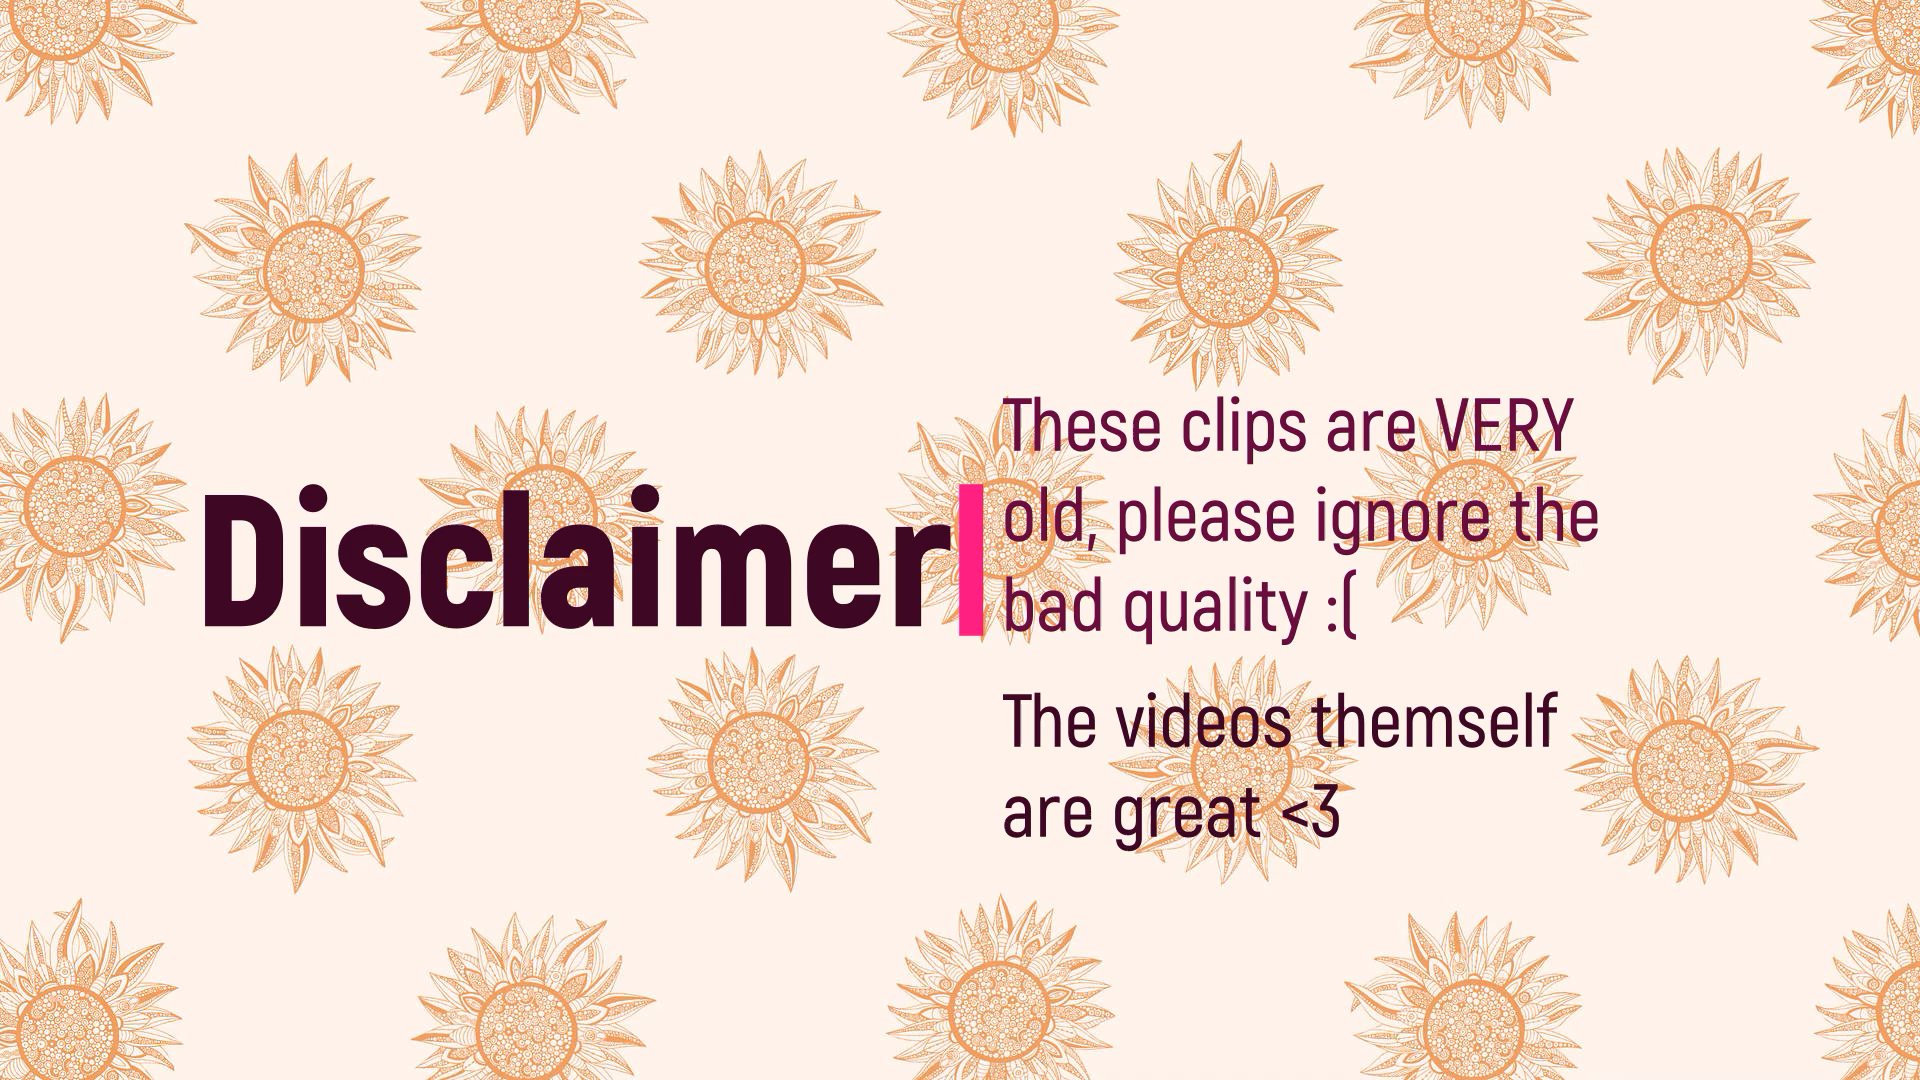 Disclaimer
These clips are VERY
old, please ignore the
bad quality :(
The videos themself
are great <3